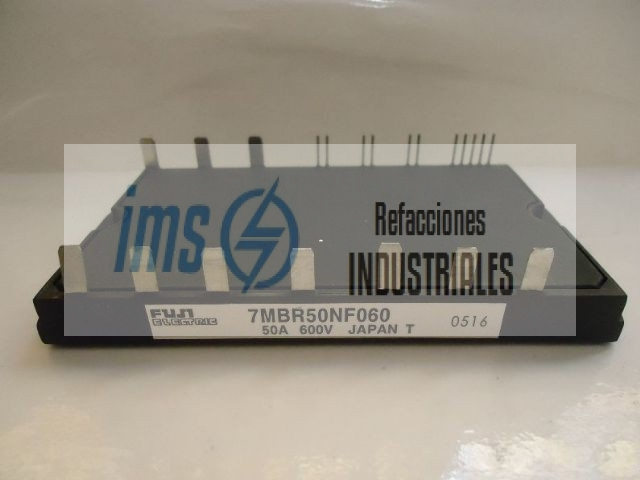 ims
Refacciones
INDUSTRIALES
FUJI
ELECTRIC
7MBR50NF060
50A 600V JAPAN T
0516